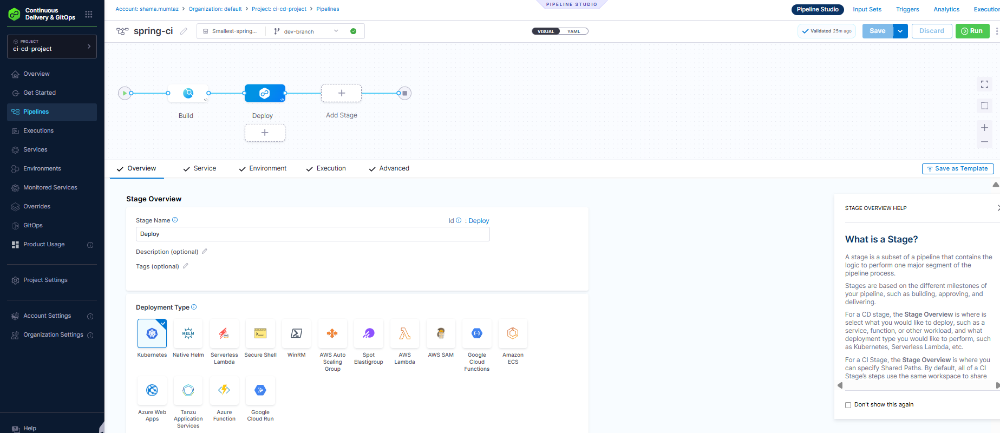 Continuous
Delivery & GitOps
PROJECT
ci-cd-project
Overview
Get Started
Pipelines
Executions
Services
Environments
Monitored Services
Overrides
GitOps
Product Usage
Project Settings
Account Settings
Organization Settings
Help
Account: shama.mumtaz > Organization: default > Project: ci-cd-project > Pipelines
PIPELINE STUDIO
Pipeline Studio Input Sets Triggers Analytics Execution
spring-ci
Smallest-spring...
dev-branch
VISUAL YAML
Validated 25m ago
Save
Discard
Run
Build
Deploy
Add Stage
Overview Service Environment Execution Advanced
Save as Template
Stage Overview
Stage Name
Id : Deploy
Deploy
Description (optional)
Tags (optional)
Deployment Type
HELM
AWS
Kubernetes
Native Helm
Serverless Lambda
Secure Shell
WinRM
AWS Auto Scaling Group
Spot Elastigroup
AWS Lambda
AWS SAM
Google Cloud Functions
Amazon ECS
Azure Web Apps
Tanzu Application Services
Azure Function
Google Cloud Run
STAGE OVERVIEW HELP
What is a Stage?
A stage is a subset of a pipeline that contains the
logic to perform one major segment of the
pipeline process.
Stages are based on the different milestones of
your pipeline, such as building, approving, and
delivering.
For a CD stage, the Stage Overview is where is
select what you would like to deploy, such as a
service, function, or other workload, and what
deployment type you would like to perform, such
as Kubernetes, Serverless Lambda, etc.
For a CI Stage, the Stage Overview is where you
can specify Shared Paths. By default, all of a CI
Stage's steps use the same workspace to share
Don't show this again